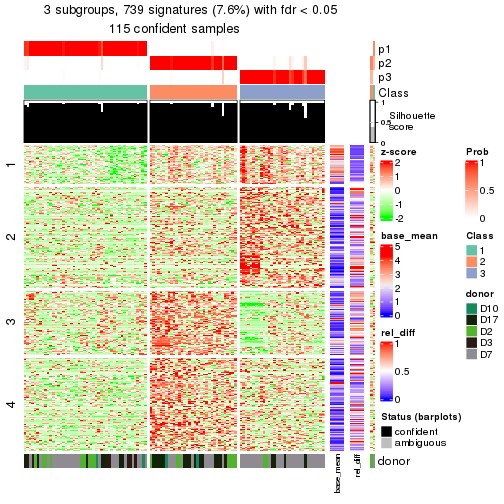 3 subgroups, 739 signatures (7.6%) with fdr < 0.05
115 confident samples
p1
p2
p3
Class
1
0.5
0
Silhouette
score
1
2
3
4
z-score
2
1
0
-1
-2
base_mean
5
4
3
2
1
0
rel_diff
1
0.5
0
Status (barplots)
confident
ambiguous
Prob
1
0.5
0
Class
1
2
3
donor
D10
D17
D2
D3
D7
donor
base_mean
rel_diff